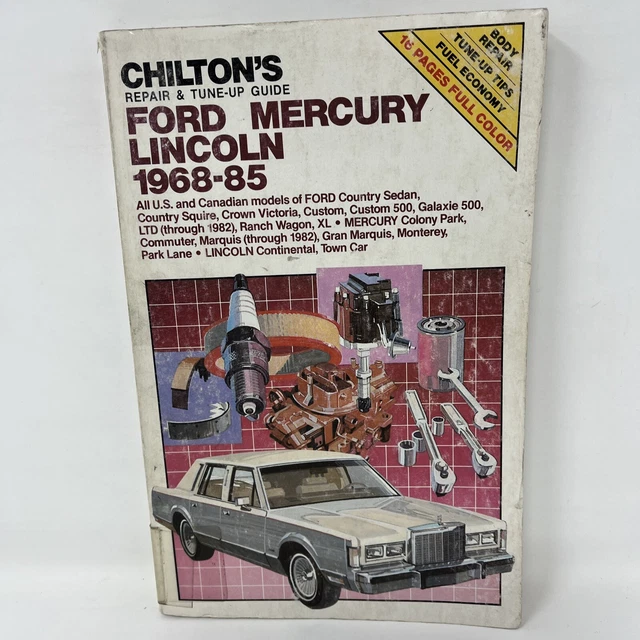 CHILTON'S
REPAIR & TUNE-UP GUIDE
FORD MERCURY
LINCOLN
1968-85
All U.S. and Canadian models of FORD Country Sedan,
Country Squire, Crown Victoria, Custom, Custom 500, Galaxie 500,
LTD (through 1982), Ranch Wagon, XL • MERCURY Colony Park,
Commuter, Marquis (through 1982), Gran Marquis, Monterey,
Park Lane • LINCOLN Continental, Town Car
BODY
REPAIR
TUNE-UP TIPS
FUEL ECONOMY
16 PAGES FULL COLOR